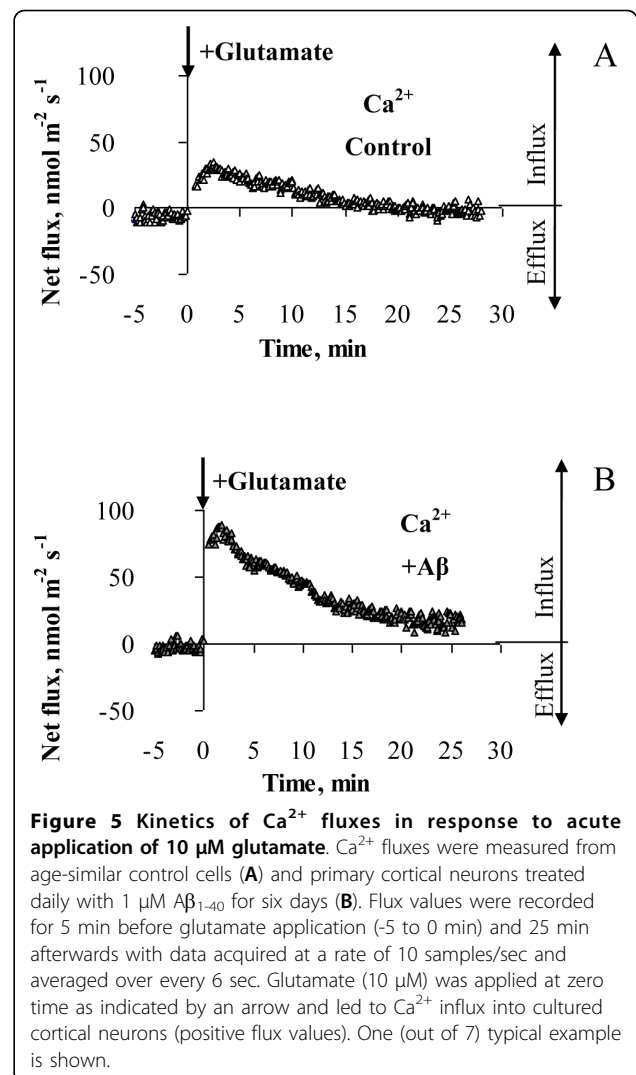 +Glutamate
A
100
Ca²⁺
Control
50
0
-50
Net flux, nmol m⁻² s⁻¹
Influx
Efflux
-5 0 5 10 15 20 25 30
Time, min
+Glutamate
B
100
Ca²⁺
+Aβ
50
0
-50
Net flux, nmol m⁻² s⁻¹
Influx
Efflux
-5 0 5 10 15 20 25 30
Time, min
Figure 5 Kinetics of Ca²⁺ fluxes in response to acute
application of 10 μM glutamate. Ca²⁺ fluxes were measured from
age-similar control cells (A) and primary cortical neurons treated
daily with 1 μM Aβ₁₋₄₀ for six days (B). Flux values were recorded
for 5 min before glutamate application (-5 to 0 min) and 25 min
afterwards with data acquired at a rate of 10 samples/sec and
averaged over every 6 sec. Glutamate (10 μM) was applied at zero
time as indicated by an arrow and led to Ca²⁺ influx into cultured
cortical neurons (positive flux values). One (out of 7) typical example
is shown.